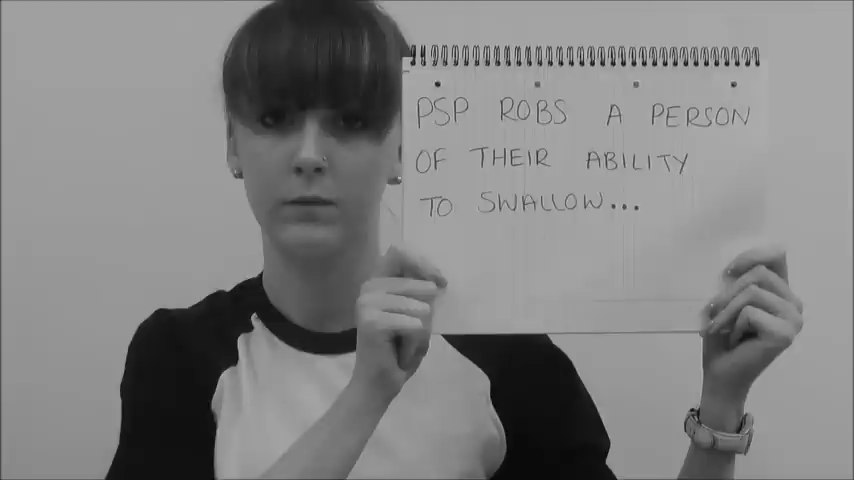 PSP ROBS A PERSON
OF THEIR ABILITY
TO SWALLOW...